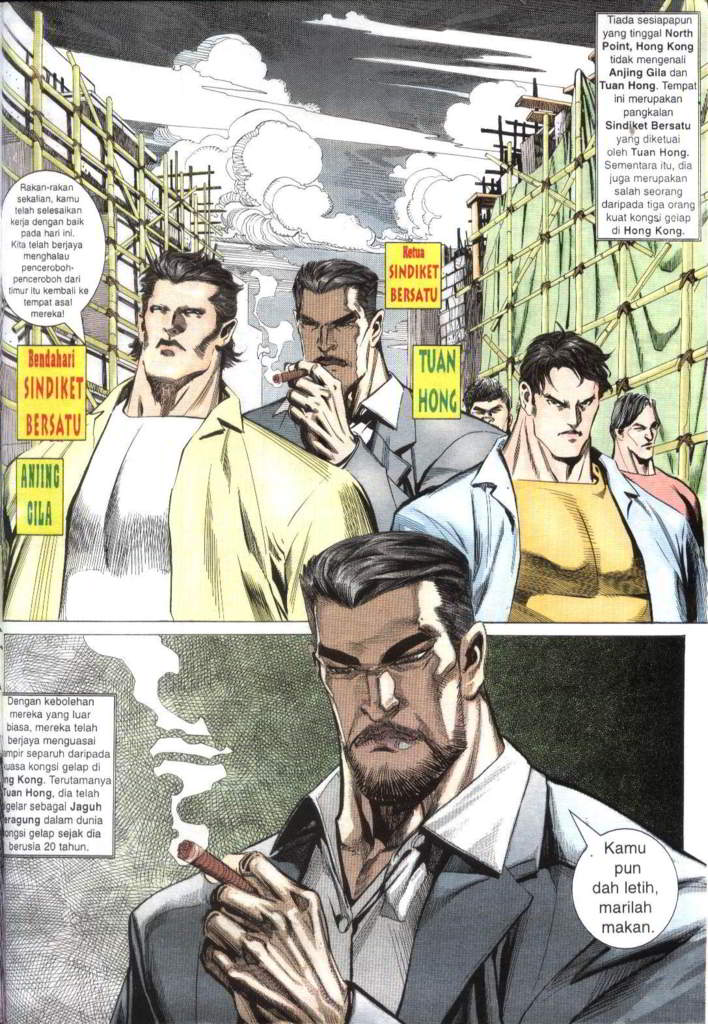 Tiada sesiapapun
yang tinggal North
Point, Hong Kong
tidak mengenali
Anjing Gila dan
Tuan Hong. Tempat
ini merupakan
pangkalan
Sindiket Bersatu
yang diketuai
oleh Tuan Hong.
Sementara itu, dia
juga merupakan
salah seorang
daripada tiga orang
kuat kongsi gelap
di Hong Kong.
Rakan-rakan
sekalian, kamu
telah selesaikan
kerja dengan baik
pada hari ini.
Kita telah berjaya
menghalau
penceroboh-
penceroboh dari
timur itu kembali ke
tempat asal
mereka!
Ketua
SINDIKET
BERSATU
TUAN
HONG
Bendahari
SINDIKET
BERSATU
ANJING
GILA
Dengan kebolehan
mereka yang luar
biasa, mereka telah
berjaya menguasai
separuh daripada
kongsi gelap di
Kong. Terutamanya
Tuan Hong, dia telah
sebagai Jaguh
dalam dunia
gelap sejak dia
berusia 20 tahun.
Kamu
pun
dah letih,
marilah
makan.